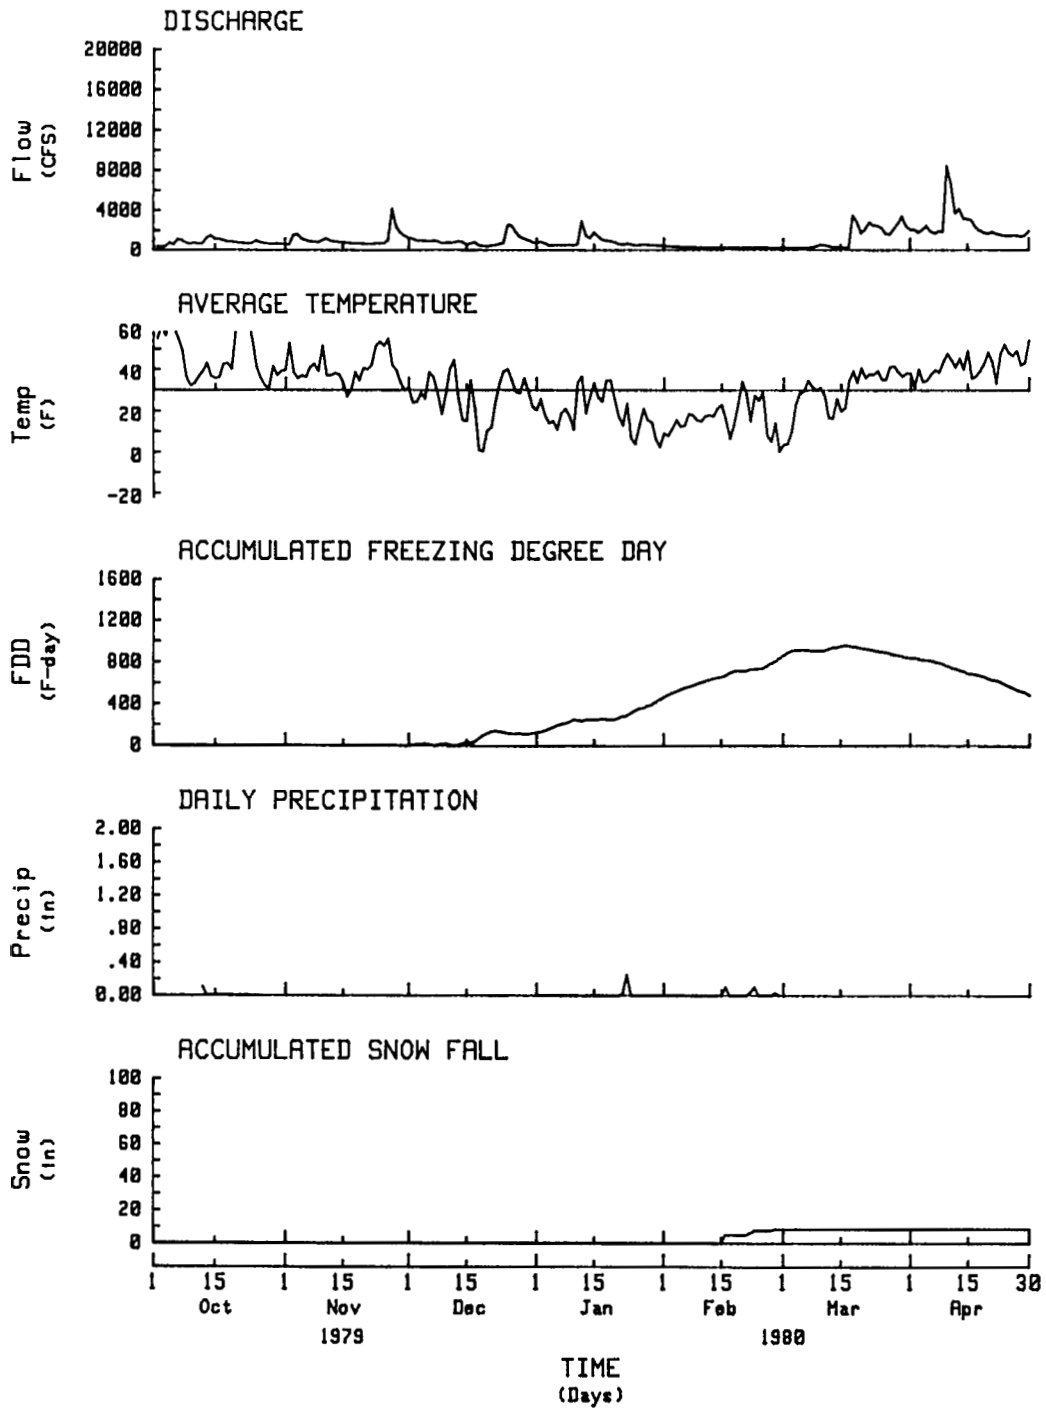 DISCHARGE
20000
16000
12000
8000
4000
0
Flow
(CFS)
AVERAGE TEMPERATURE
60
40
20
0
-20
Temp
(F)
ACCUMULATED FREEZING DEGREE DAY
1600
1200
800
400
0
FDD
(F-day)
DAILY PRECIPITATION
2.00
1.60
1.20
.80
.40
0.00
Precip
(in)
ACCUMULATED SNOW FALL
100
80
60
40
20
0
Snow
(in)
1 15 1 15 1 15 1 15 1 15 1 15 1 15 30
Oct Nov Dec Jan Feb Mar Apr
1979 1980
TIME
(Days)